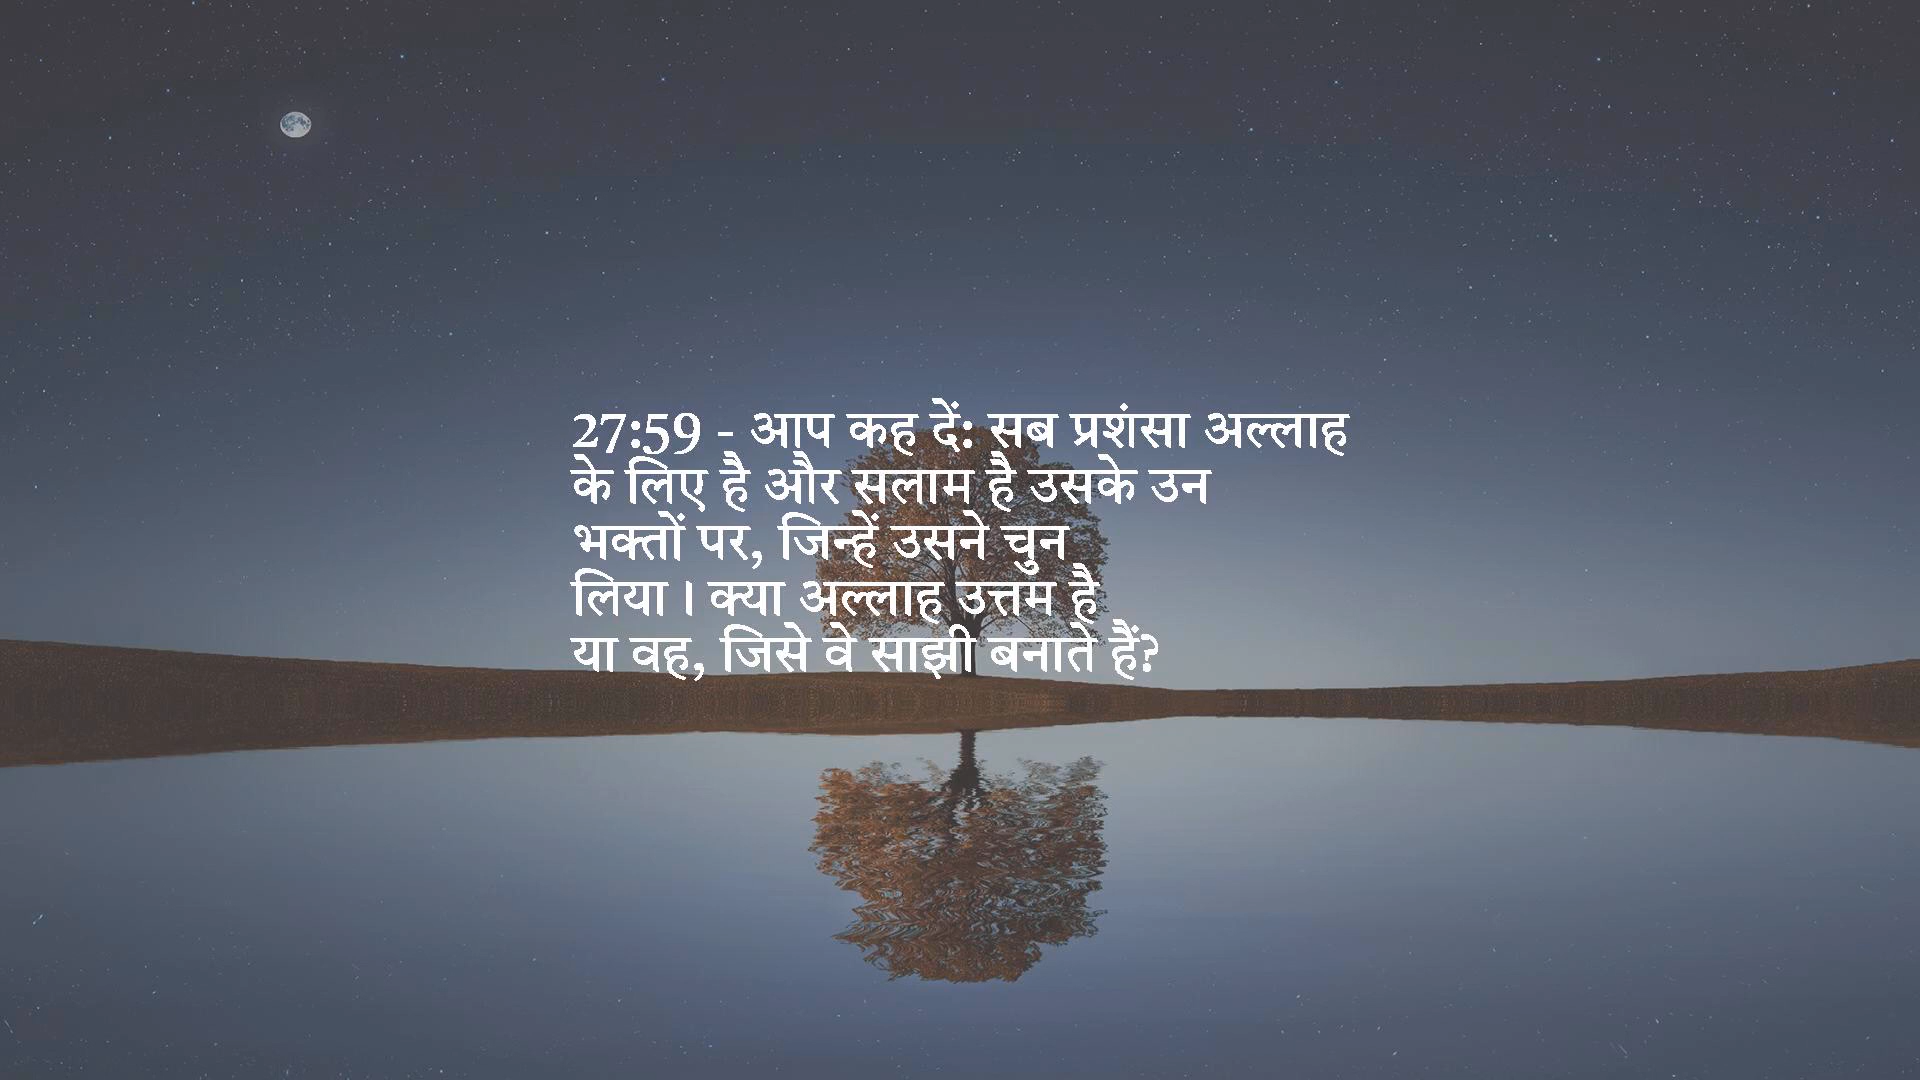 27:59 - आप कह दें: सब प्रशंसा अल्लाह
के लिए है और सलाम है उसके उन
भक्तों पर, जिन्हें उसने चुन
लिया। क्या अल्लाह उत्तम है
या वह, जिसे वे साझी बनाते हैं?